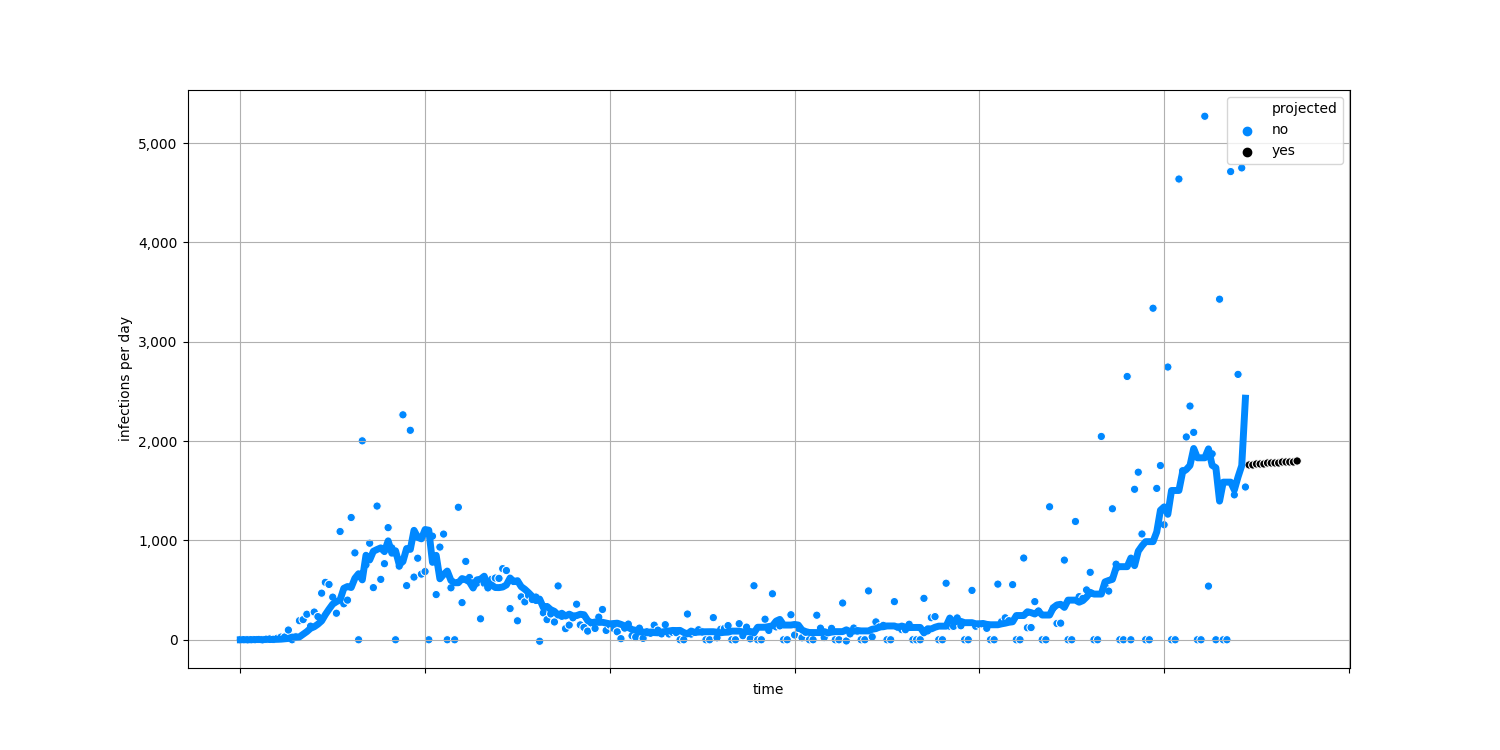 projected
no
yes
5,000
4,000
3,000
2,000
1,000
0
infections per day
time